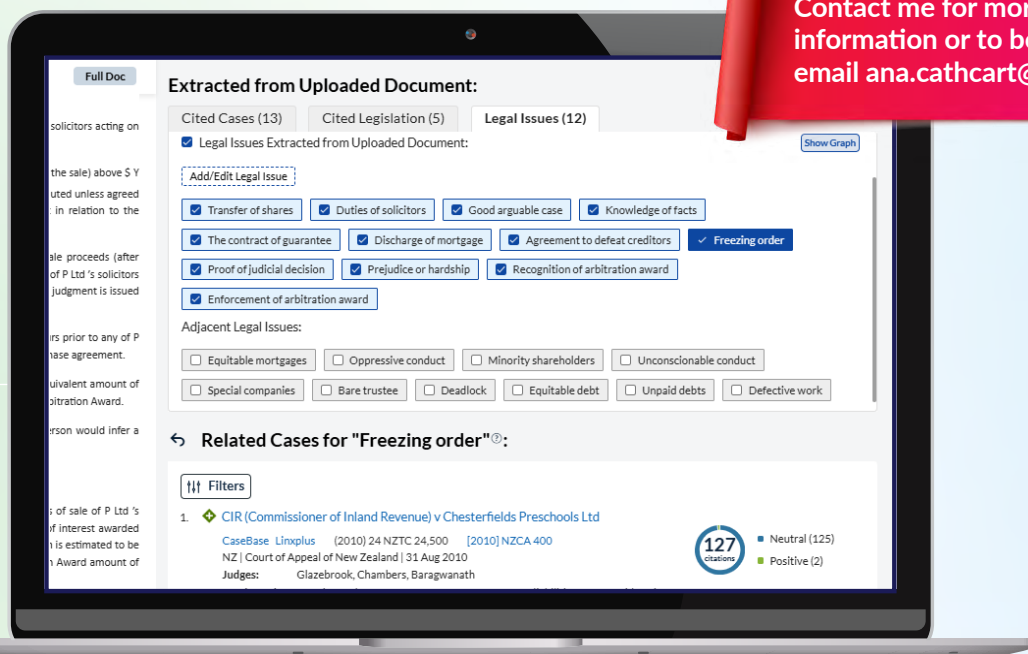 Contact me for
information or to
email ana.cathcart@
Full Doc
solicitors acting on
the sale) above $ Y
uted unless agreed
in relation to the
ale proceeds (after
of P Ltd 's solicitors
judgment is issued
rs prior to any of P
ase agreement.
uivalent amount of
bitration Award.
erson would infer a
of sale of P Ltd 's
of interest awarded
is estimated to be
Award amount of
Extracted from Uploaded Document:
Cited Cases (13) Cited Legislation (5) Legal Issues (12)
Legal Issues Extracted from Uploaded Document: Show Graph
Add/Edit Legal Issue
Transfer of shares Duties of solicitors Good arguable case Knowledge of facts
The contract of guarantee Discharge of mortgage Agreement to defeat creditors Freezing order
Proof of judicial decision Prejudice or hardship Recognition of arbitration award
Enforcement of arbitration award
Adjacent Legal Issues:
Equitable mortgages Oppressive conduct Minority shareholders Unconscionable conduct
Special companies Bare trustee Deadlock Equitable debt Unpaid debts Defective work
Related Cases for "Freezing order"?:
Filters
1. CIR (Commissioner of Inland Revenue) v Chesterfields Preschools Ltd
CaseBase Linxplus (2010) 24 NZTC 24,500 [2010] NZCA 400
NZ | Court of Appeal of New Zealand | 31 Aug 2010
Judges: Glazebrook, Chambers, Baragwanath
127
citations
Neutral (125)
Positive (2)